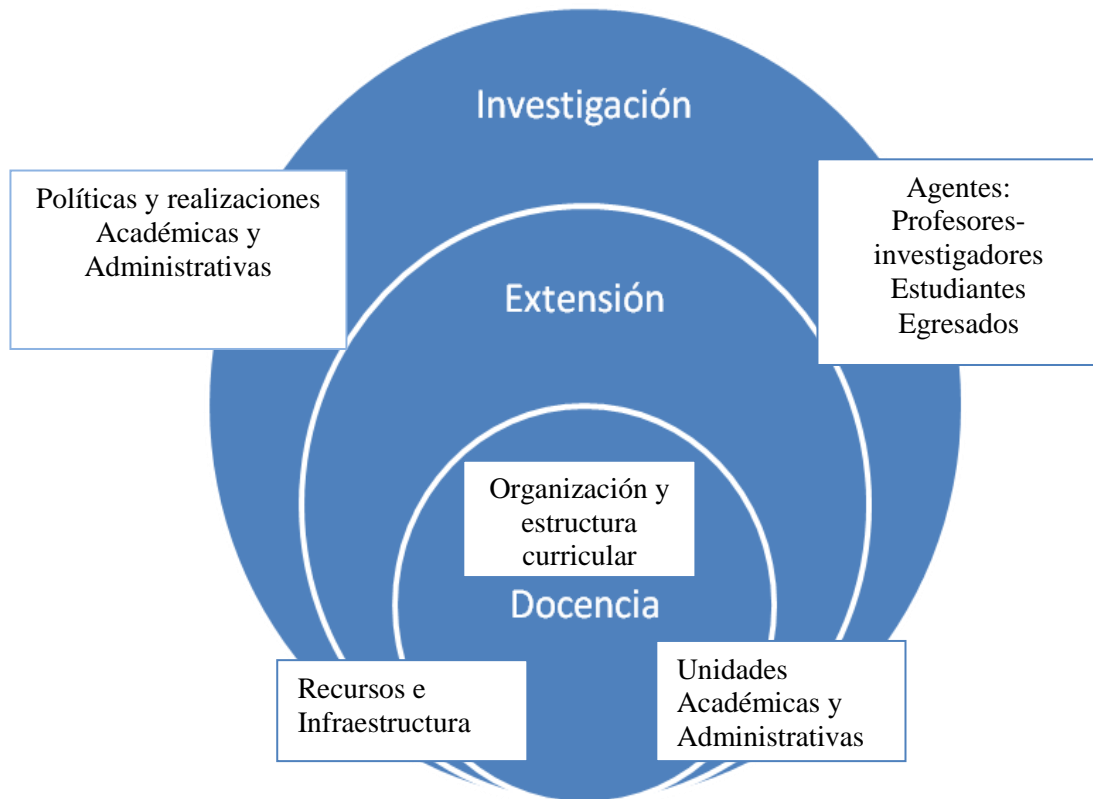 Investigación
Políticas y realizaciones
Académicas y
Administrativas
Agentes:
Profesores-
investigadores
Estudiantes
Egresados
Extensión
Organización y
estructura
curricular
Docencia
Recursos e
Infraestructura
Unidades
Académicas y
Administrativas